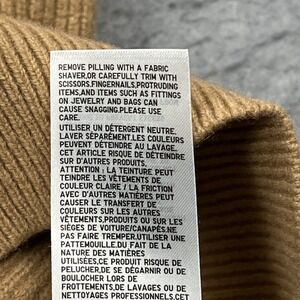 REMOVE PILLING WITH A FABRIC
SHAVER,OR CAREFULLY TRIM WITH
SCISSORS.FINGERNAILS,PROTRUDING
ITEMS,AND ITEMS SUCH AS FITTINGS
ON JEWELRY AND BAGS CAN
CAUSE SNAGGING.PLEASE USE
CARE.
UTILISER UN DÉTERGENT NEUTRE.
LAVER SÉPAREMENT.LES COULEURS
PEUVENT DÉTEINDRE AU LAVAGE.
CET ARTICLE RISQUE DE DÉTEINDRE
SUR D'AUTRES PRODUITS.
ATTENTION : LA TEINTURE PEUT
TEINDRE LES VÊTEMENTS DE
COULEUR CLAIRE / LA FRICTION
AVEC D'AUTRES MATIÈRES PEUT
CAUSER LE TRANSFERT DE
COULEURS SUR LES AUTRES
VÊTEMENTS,PRODUITS OU SUR LES
SIÈGES DE VOITURE/CANAPÉS.NE
PAS FAIRE TREMPER.UTILISER UNE
PATTEMOUILLE.DU FAIT DE LA
NATURE DES MATIÈRES
UTILISÉES,CE PRODUIT RISQUE DE
PELUCHER,DE SE DÉGARNIR OU DE
BOULOCHER LORS DE
FROTTEMENTS,DE LAVAGES OU DE
NETTOYAGES PROFESSIONNELS.CET